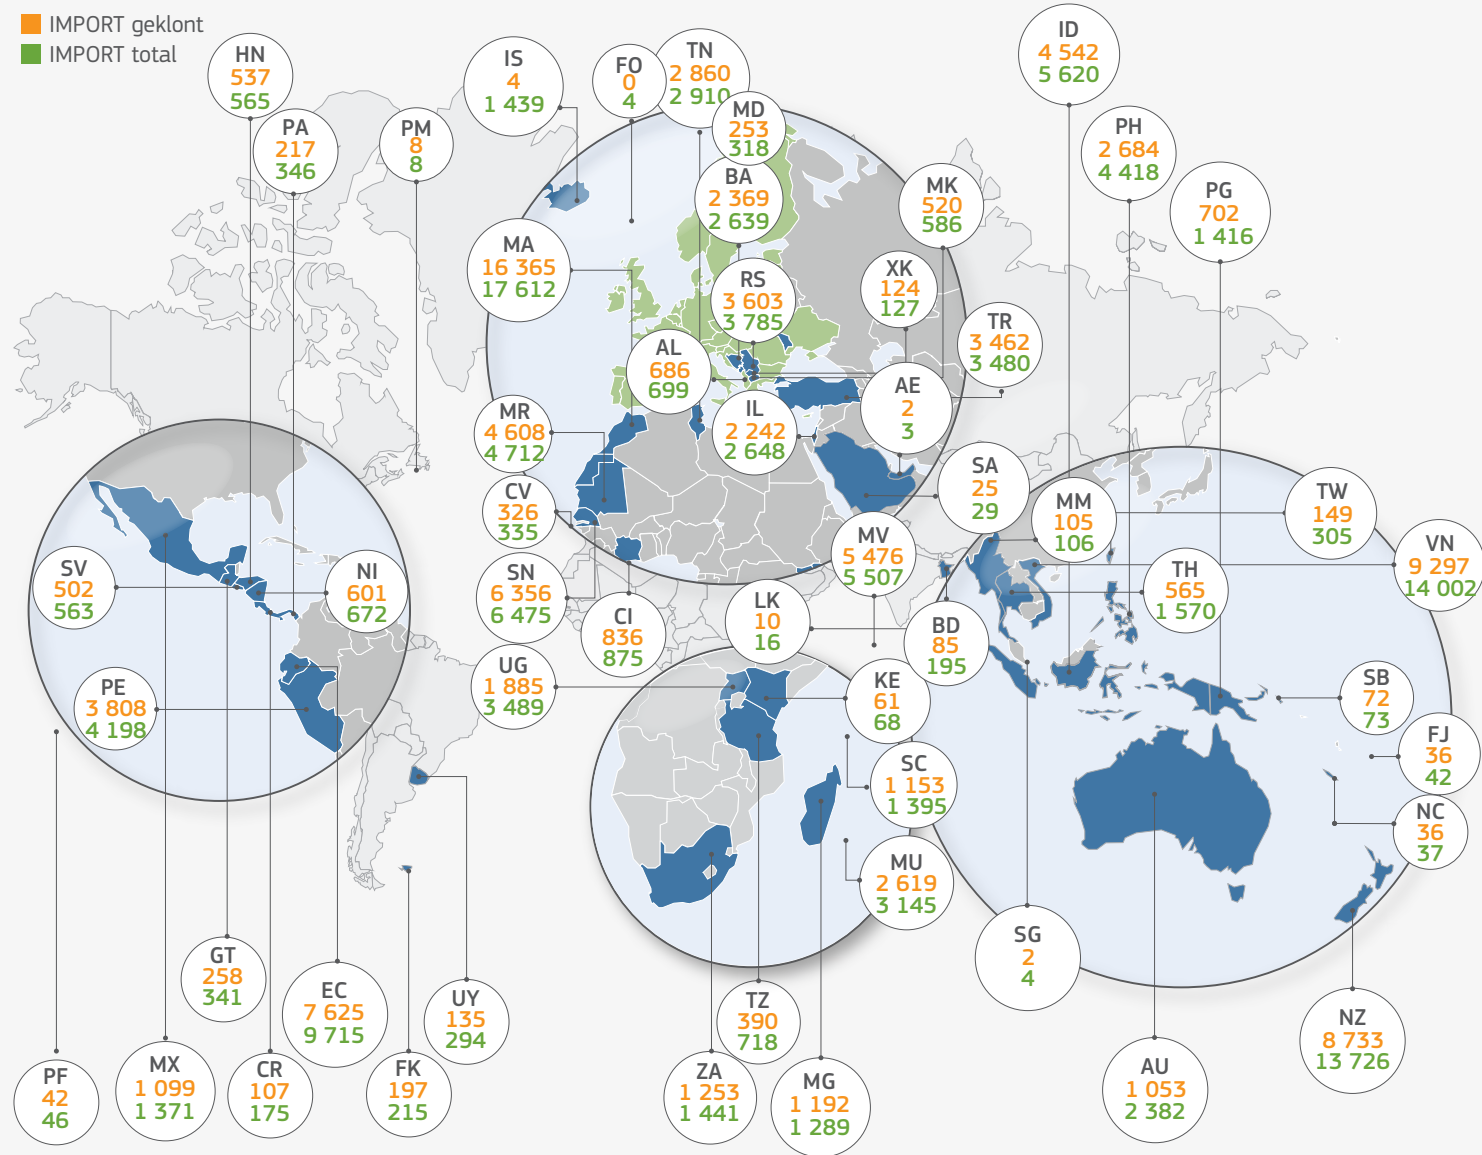 IMPORT geklont
IMPORT total
HN
537
565
PA
217
346
PM
8
8
IS
4
1 439
FO
0
4
TN
2 860
2 910
MD
253
318
BA
2 369
2 639
MK
520
586
ID
4 542
5 620
PH
2 684
4 418
PG
702
1 416
MA
16 365
17 612
RS
3 603
3 785
XK
124
127
TR
3 462
3 480
AL
686
699
AE
2
3
MR
4 608
4 712
IL
2 242
2 648
SA
25
29
CV
326
335
MM
105
106
TW
149
305
MV
5 476
5 507
VN
9 297
14 002
SV
502
563
NI
601
672
SN
6 356
6 475
CI
836
875
LK
10
16
BD
85
195
TH
565
1 570
UG
1 885
3 489
KE
61
68
SB
72
73
PE
3 808
4 198
FJ
36
42
SC
1 153
1 395
NC
36
37
MU
2 619
3 145
SG
2
4
GT
258
341
EC
7 625
9 715
UY
135
294
TZ
390
718
NZ
8 733
13 726
PF
42
46
MX
1 099
1 371
CR
107
175
FK
197
215
ZA
1 253
1 441
MG
1 192
1 289
AU
1 053
2 382